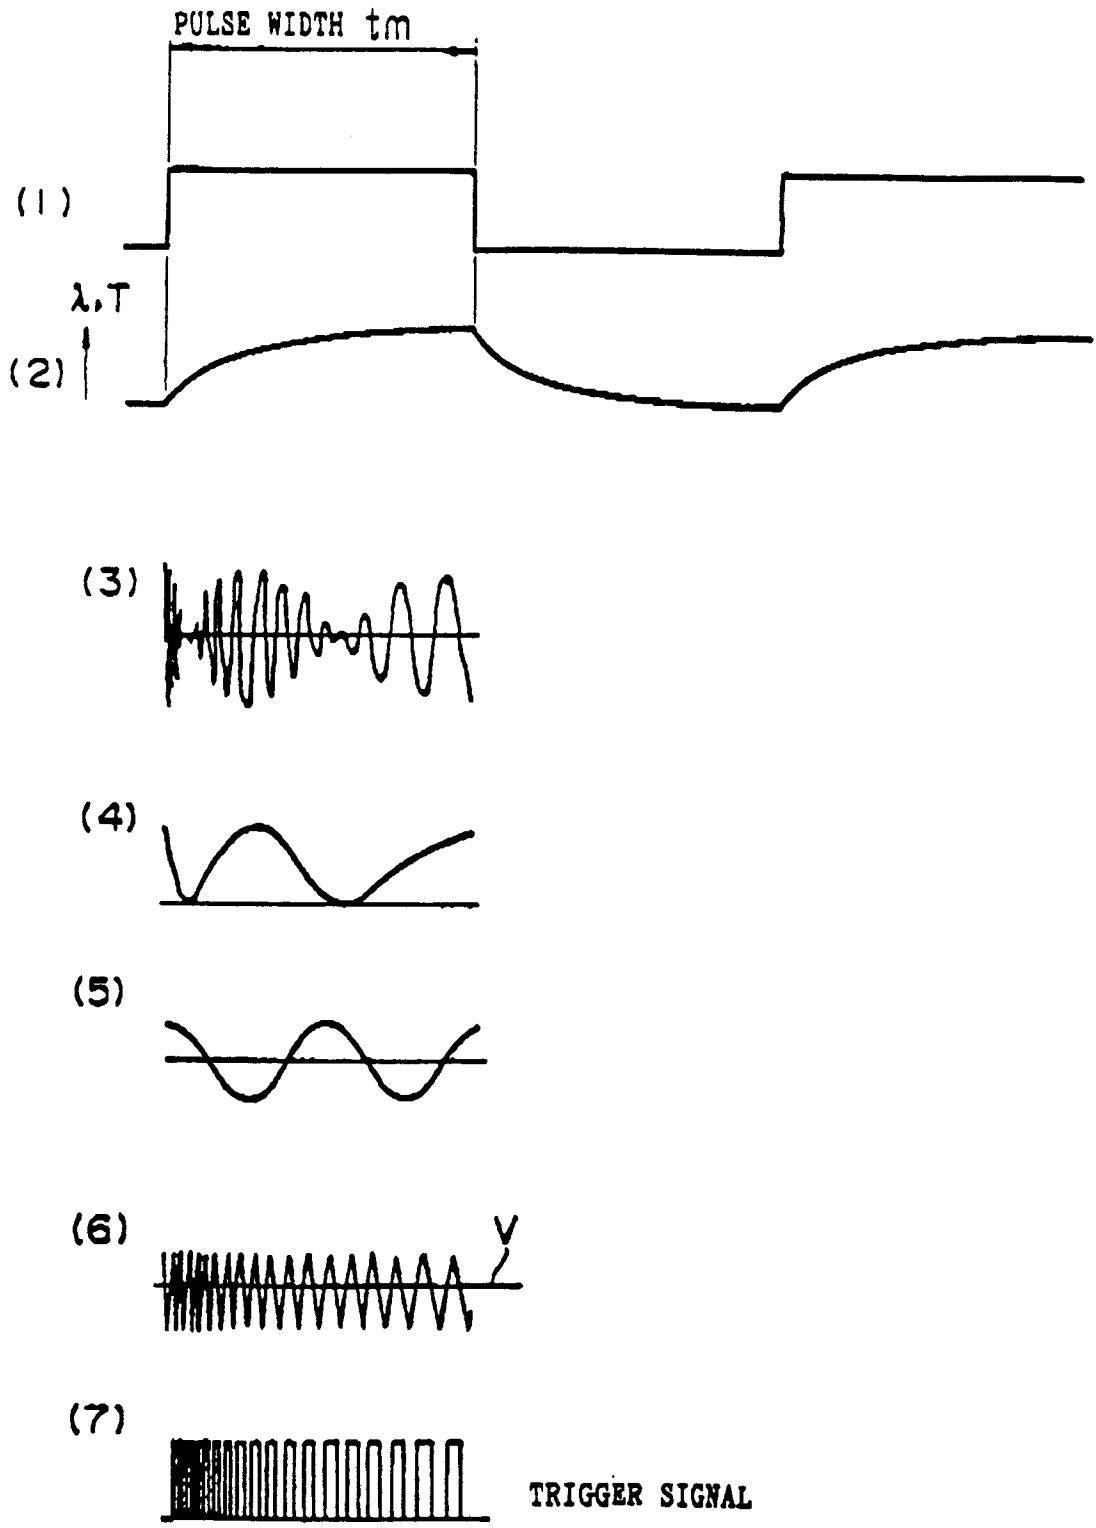 PULSE WIDTH tm
(1)
λ,T
(2)
(3)
(4)
(5)
(6)
V
(7)
TRIGGER SIGNAL